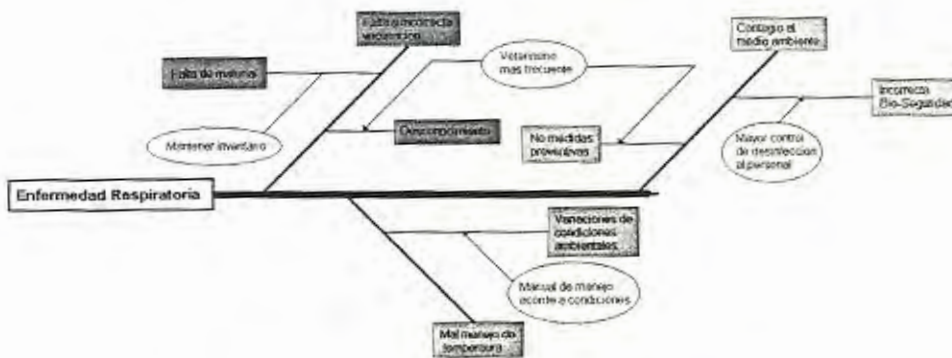 Falta o incorrecta
vacunación
Contagio al
medio ambiente
Falta de material
Veterinario
mas frecuente
Incorrecta
Bio-Seguridad
Mantener inventario
Desconocimiento
No medidas
preventivas
Mayor control
de desinfeccion
al personal
Enfermedad Respiratoria
Variaciones de
condiciones
ambientales
Manual de manejo
acorde a condiciones
Mal manejo de
temperatura